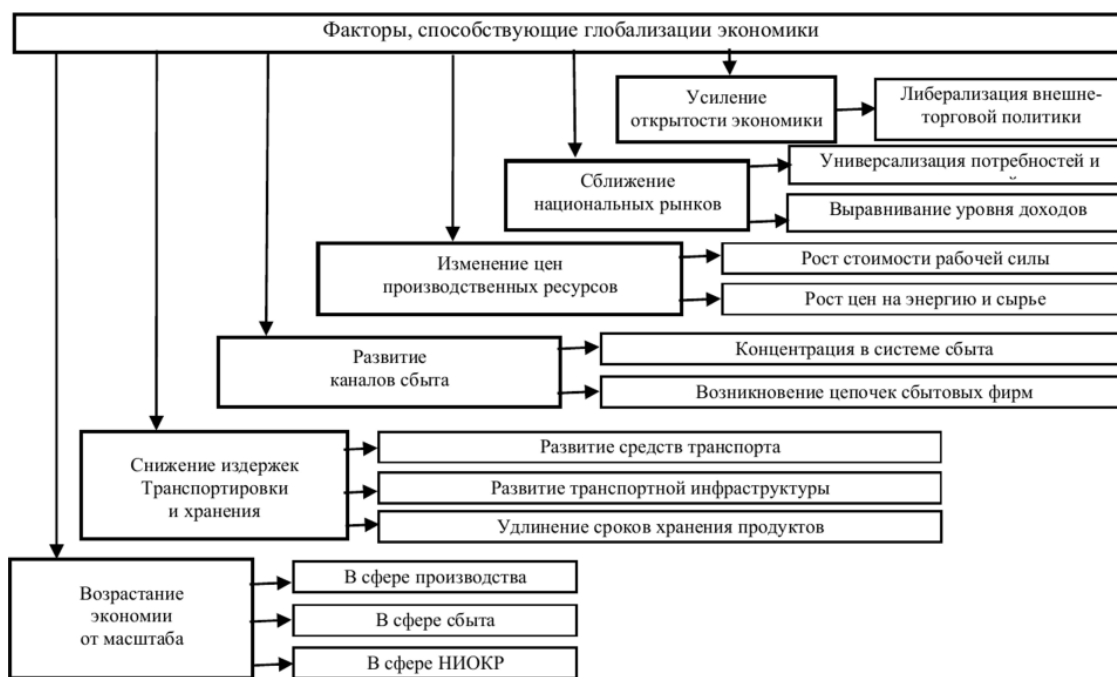 Факторы, способствующие глобализации экономики
Усиление
открытости экономики
Либерализация внешне-
торговой политики
Сближение
национальных рынков
Универсализация потребностей и
Выравнивание уровня доходов
Изменение цен
производственных ресурсов
Рост стоимости рабочей силы
Рост цен на энергию и сырье
Развитие
каналов сбыта
Концентрация в системе сбыта
Возникновение цепочек сбытовых фирм
Снижение издержек
Транспортировки
и хранения
Развитие средств транспорта
Развитие транспортной инфраструктуры
Удлинение сроков хранения продуктов
Возрастание
экономии
от масштаба
В сфере производства
В сфере сбыта
В сфере НИОКР